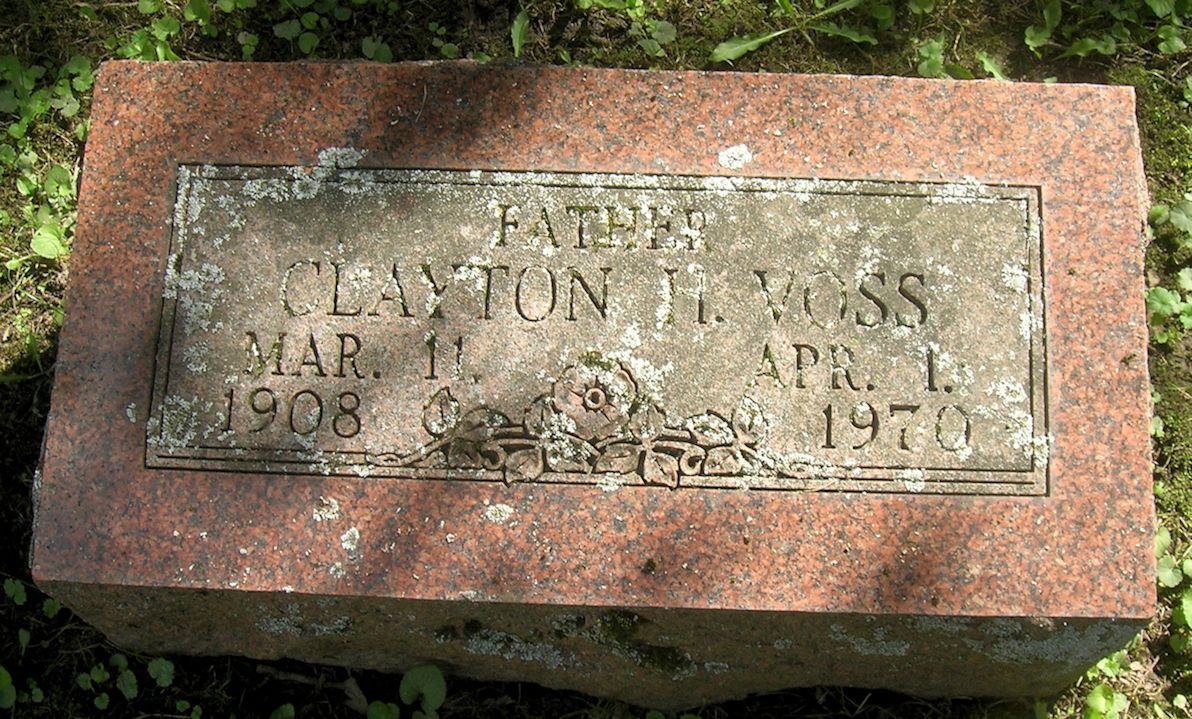 FATHER
CLAYTON H. VOSS
MAR. 11, APR. 1.
1908 1970